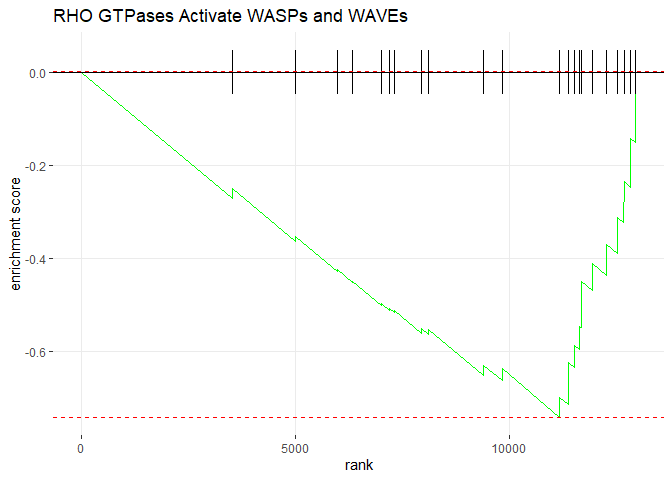 RHO GTPases Activate WASPs and WAVEs
0.0
-0.2
-0.4
-0.6
enrichment score
0 5000 10000
rank